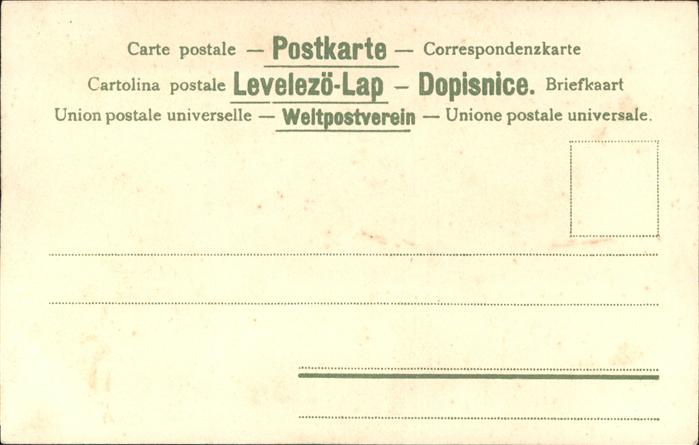 Carte postale — Postkarte — Correspondenzkarte
Cartolina postale Levelezö-Lap — Dopisnice. Briefkaart
Union postale universelle — Weltpostverein — Unione postale universale.